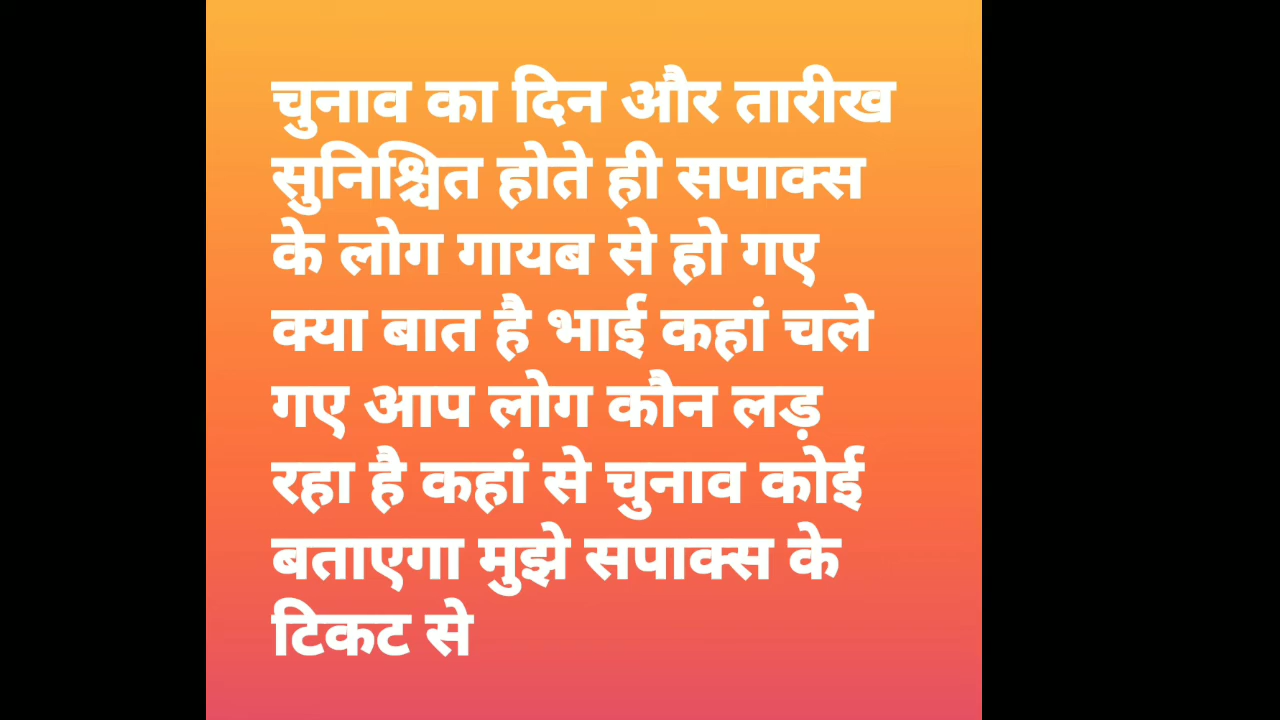 चुनाव का दिन और तारीख
सुनिश्चित होते ही सपाक्स
के लोग गायब से हो गए
क्या बात है भाई कहां चले
गए आप लोग कौन लड़
रहा है कहां से चुनाव कोई
बताएगा मुझे सपाक्स के
टिकट से